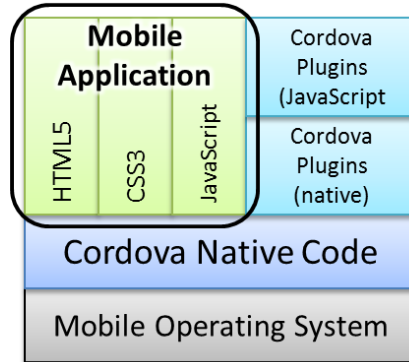 Mobile
Application
HTML5
CSS3
JavaScript
Cordova
Plugins
(JavaScript
Cordova
Plugins
(native)
Cordova Native Code
Mobile Operating System